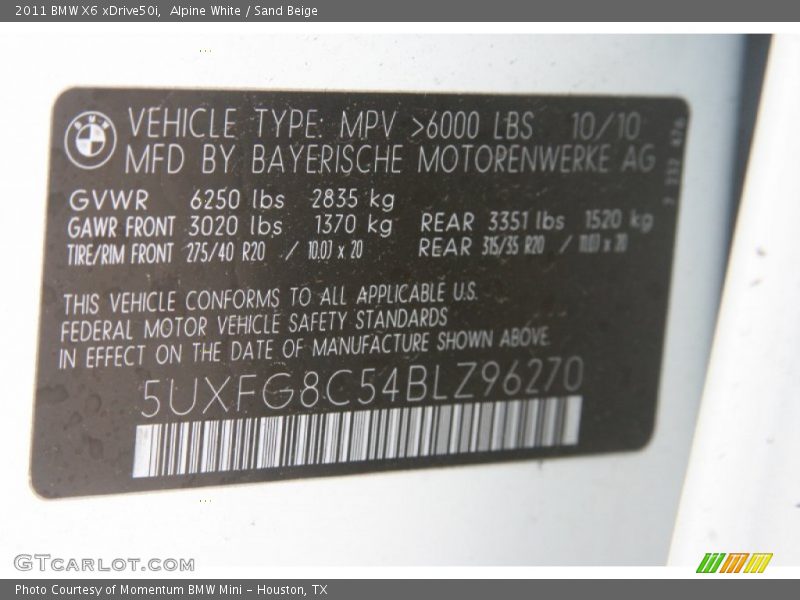 2011 BMW X6 xDrive50i,  Alpine White / Sand Beige
BMW
VEHICLE TYPE: MPV >6000 LBS 10/10
MFD BY BAYERISCHE MOTORENWERKE AG
GVWR 6250 lbs 2835 kg
GAWR FRONT 3020 lbs 1370 kg REAR 3351 lbs 1520 kg
TIRE/RIM FRONT 275/40 R20 / 10.0J x 20 REAR 315/35 R20 / 11.0J x 20
THIS VEHICLE CONFORMS TO ALL APPLICABLE U.S.
FEDERAL MOTOR VEHICLE SAFETY STANDARDS
IN EFFECT ON THE DATE OF MANUFACTURE SHOWN ABOVE.
5UXFG8C54BLZ96270
GTCARLOT.COM
Photo Courtesy of Momentum BMW Mini - Houston, TX